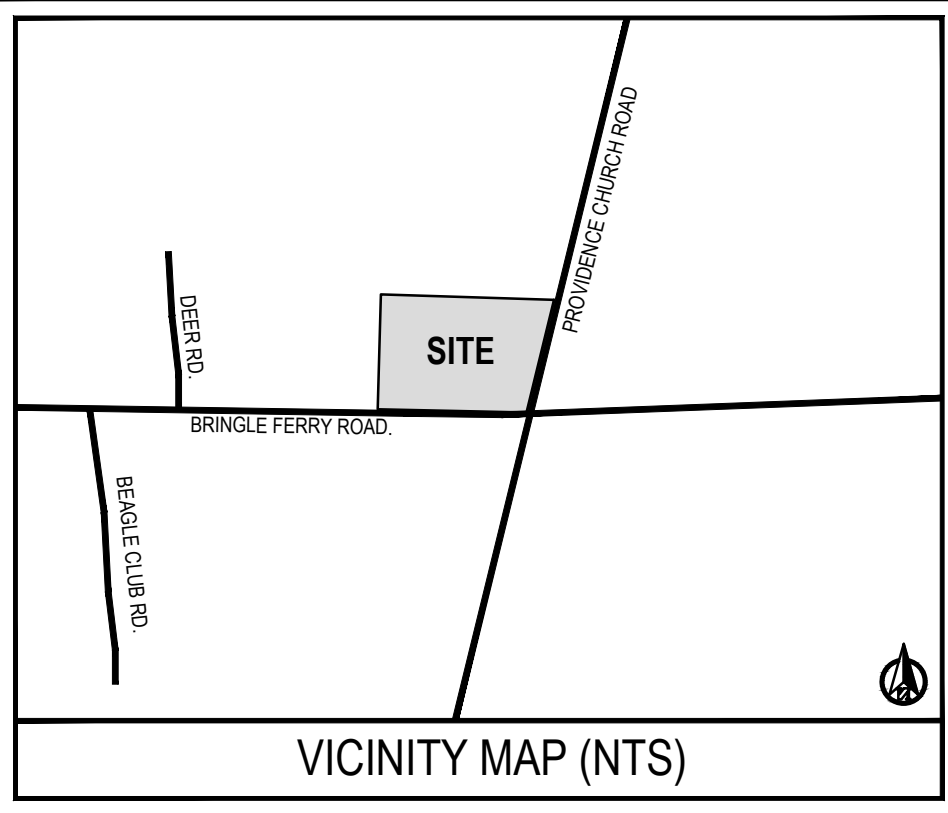 PROVIDENCE CHURCH ROAD
DEER RD.
SITE
BRINGLE FERRY ROAD.
BEAGLE CLUB RD.
VICINITY MAP (NTS)